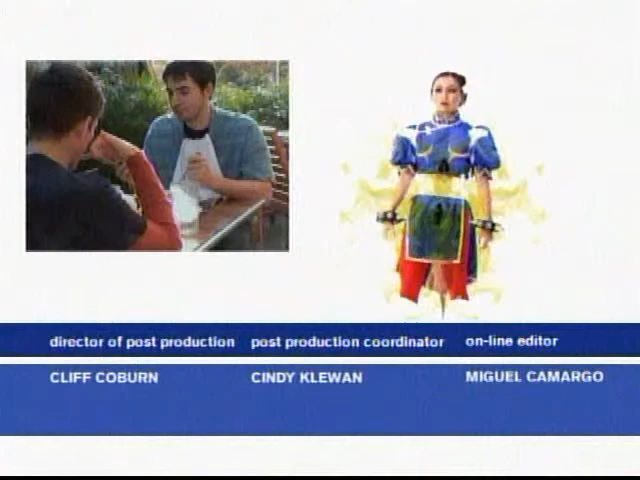 director of post production post production coordinator on-line editor
CLIFF COBURN CINDY KLEWAN MIGUEL CAMARGO